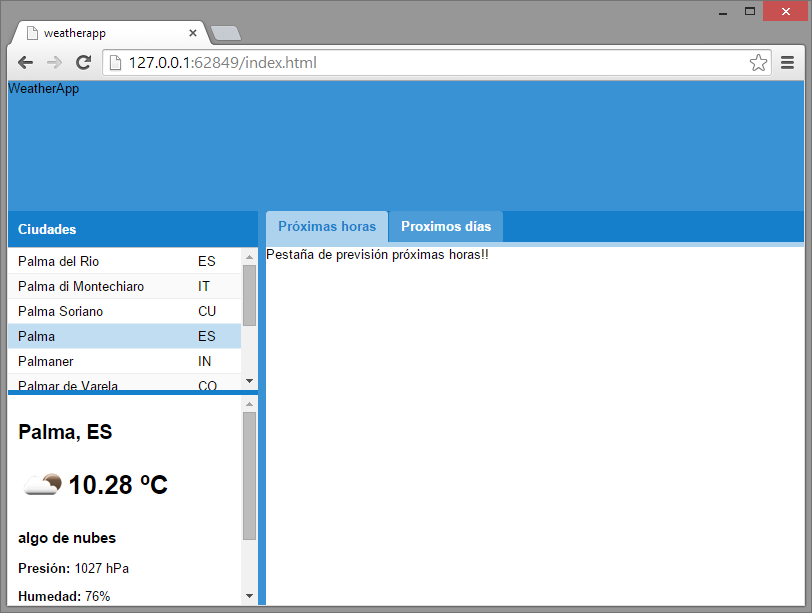 weatherapp
127.0.0.1:62849/index.html
WeatherApp
Ciudades
Palma del Rio ES
Palma di Montechiaro IT
Palma Soriano CU
Palma ES
Palmaner IN
Palmar de Varela CO
Palma, ES
10.28 ºC
algo de nubes
Presión: 1027 hPa
Humedad: 76%
Próximas horas Proximos días
Pestaña de previsión próximas horas!!